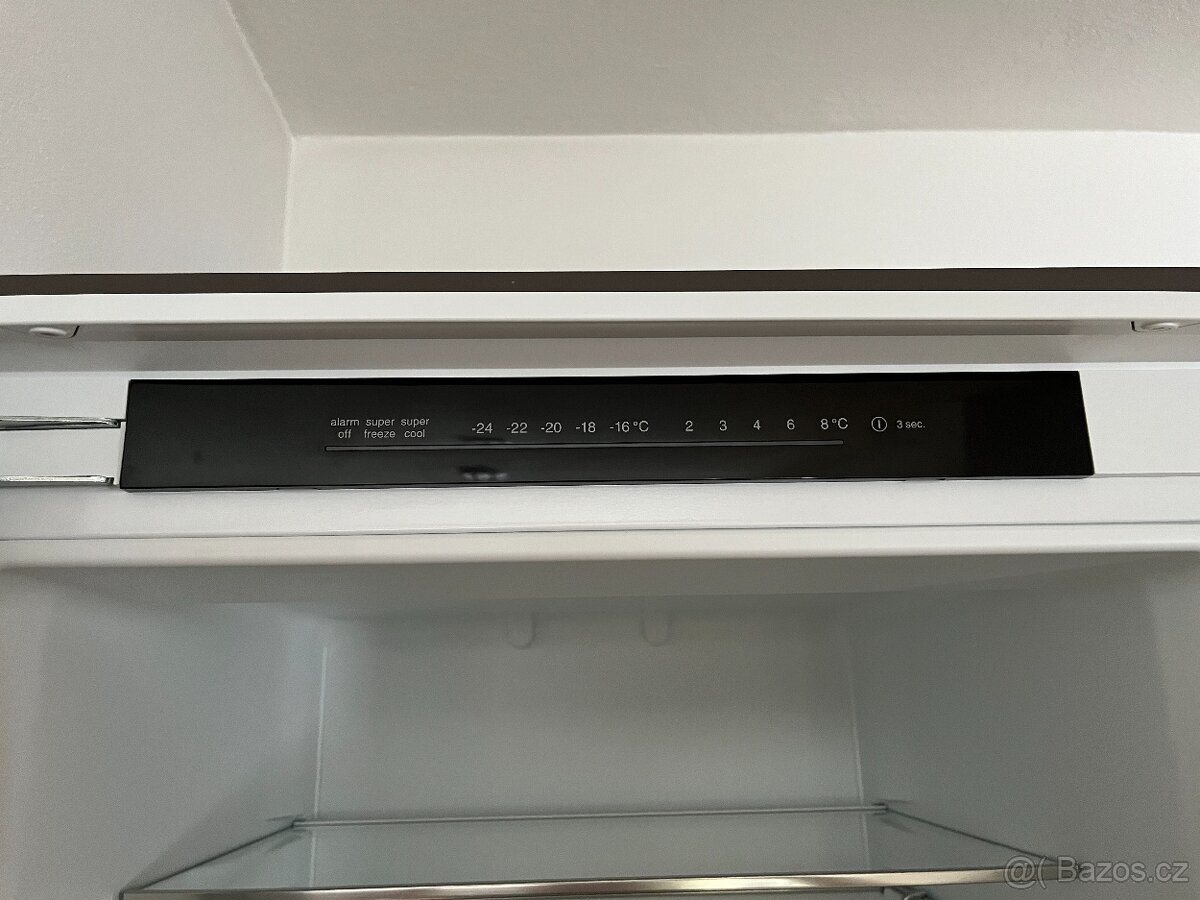 alarm super super
off freeze cool
-24 -22 -20 -18 -16°C 2 3 4 6 8°C 3 sec.
@( Bazos.cz